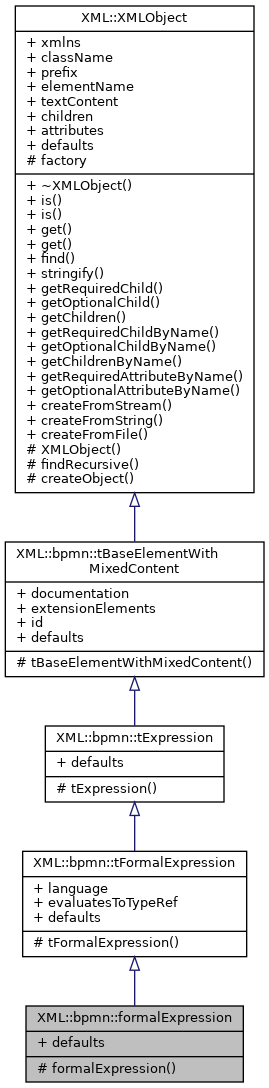 XML::XMLObject
+ xmlns
+ className
+ prefix
+ elementName
+ textContent
+ children
+ attributes
+ defaults
# factory
+ ~XMLObject()
+ is()
+ is()
+ get()
+ get()
+ find()
+ stringify()
+ getRequiredChild()
+ getOptionalChild()
+ getChildren()
+ getRequiredChildByName()
+ getOptionalChildByName()
+ getChildrenByName()
+ getRequiredAttributeByName()
+ getOptionalAttributeByName()
+ createFromStream()
+ createFromString()
+ createFromFile()
# XMLObject()
# findRecursive()
# createObject()
XML::bpmn::tBaseElementWith
MixedContent
+ documentation
+ extensionElements
+ id
+ defaults
# tBaseElementWithMixedContent()
XML::bpmn::tExpression
+ defaults
# tExpression()
XML::bpmn::tFormalExpression
+ language
+ evaluatesToTypeRef
+ defaults
# tFormalExpression()
XML::bpmn::formalExpression
+ defaults
# formalExpression()